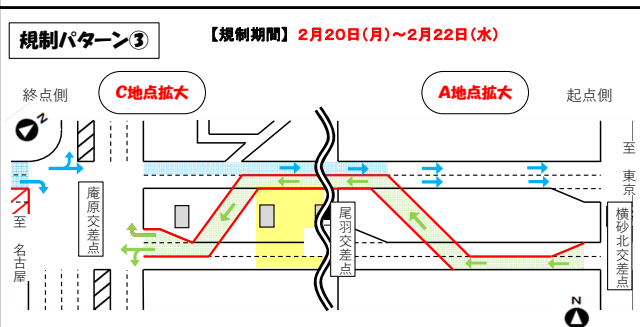 規制パターン③
【規制期間】 2月20日(月)～2月22日(水)
終点側
C地点拡大
A地点拡大
起点側
N
至 東京
庵原交差点
至 名古屋
尾羽交差点
横砂北交差点
N